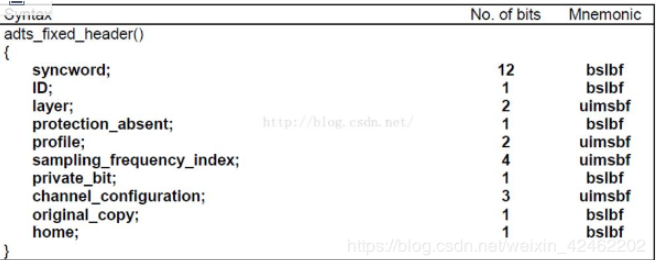 Syntax No. of bits Mnemonic
adts_fixed_header()
{
syncword; 12 bslbf
ID; 1 bslbf
layer; 2 uimsbf
protection_absent; 1 bslbf
http://blog.csdn.net/
profile; 2 uimsbf
sampling_frequency_index; 4 uimsbf
private_bit; 1 bslbf
channel_configuration; 3 uimsbf
original_copy; 1 bslbf
home; 1 bslbf
https://blog.csdn.net/weixin_42462202
}